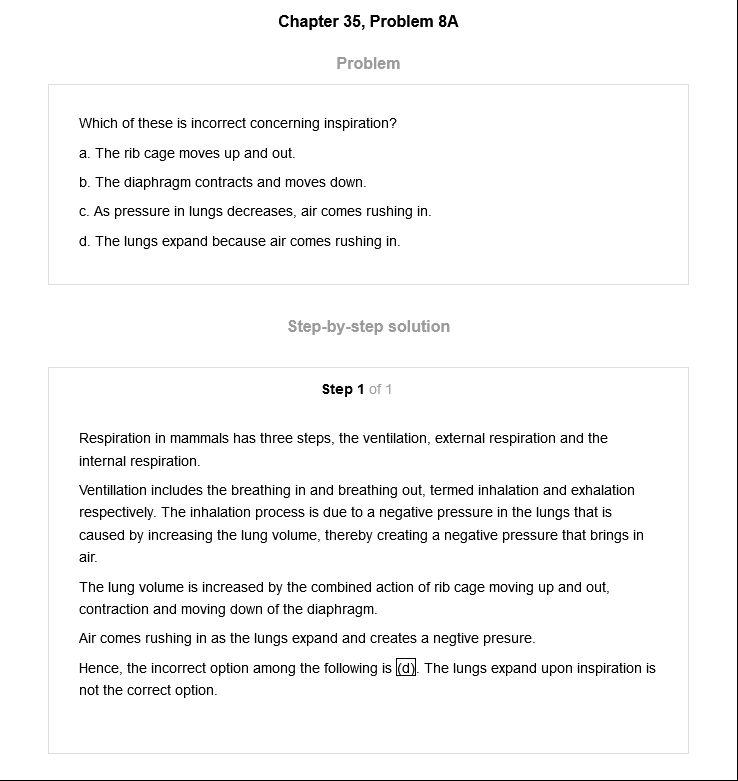 Chapter 35, Problem 8A
Problem
Which of these is incorrect concerning inspiration?
a. The rib cage moves up and out.
b. The diaphragm contracts and moves down.
c. As pressure in lungs decreases, air comes rushing in.
d. The lungs expand because air comes rushing in.
Step-by-step solution
Step 1 of 1
Respiration in mammals has three steps, the ventilation, external respiration and the
internal respiration.
Ventillation includes the breathing in and breathing out, termed inhalation and exhalation
respectively. The inhalation process is due to a negative pressure in the lungs that is
caused by increasing the lung volume, thereby creating a negative pressure that brings in
air.
The lung volume is increased by the combined action of rib cage moving up and out,
contraction and moving down of the diaphragm.
Air comes rushing in as the lungs expand and creates a negtive presure.
Hence, the incorrect option among the following is (d). The lungs expand upon inspiration is
not the correct option.